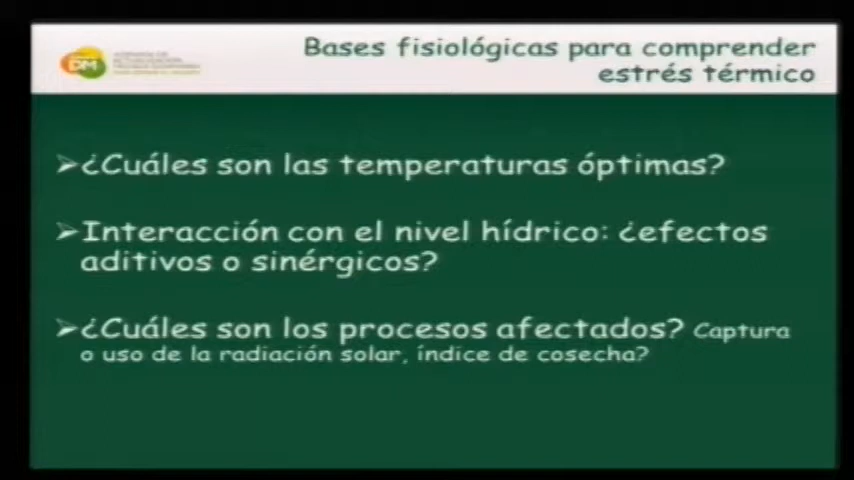 Bases fisiológicas para comprender
estrés térmico
DM
➢¿Cuáles son las temperaturas óptimas?
➢Interacción con el nivel hídrico: ¿efectos
aditivos o sinérgicos?
➢¿Cuáles son los procesos afectados? Captura
o uso de la radiación solar, índice de cosecha?